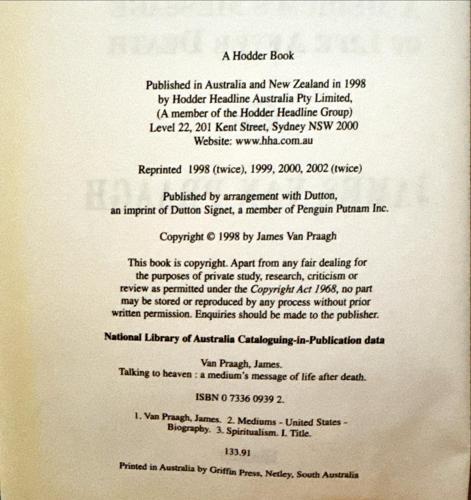 A Hodder Book
Published in Australia and New Zealand in 1998
by Hodder Headline Australia Pty Limited,
(A member of the Hodder Headline Group)
Level 22, 201 Kent Street, Sydney NSW 2000
Website: www.hha.com.au
Reprinted 1998 (twice), 1999, 2000, 2002 (twice)
Published by arrangement with Dutton,
an imprint of Dutton Signet, a member of Penguin Putnam Inc.
Copyright © 1998 by James Van Praagh
This book is copyright. Apart from any fair dealing for
the purposes of private study, research, criticism or
review as permitted under the Copyright Act 1968, no part
may be stored or reproduced by any process without prior
written permission. Enquiries should be made to the publisher.
National Library of Australia Cataloguing-in-Publication data
Van Praagh, James.
Talking to heaven : a medium's message of life after death.
ISBN 0 7336 0939 2.
1. Van Praagh, James. 2. Mediums - United States -
Biography. 3. Spiritualism. I. Title.
133.91
Printed in Australia by Griffin Press, Netley, South Australia